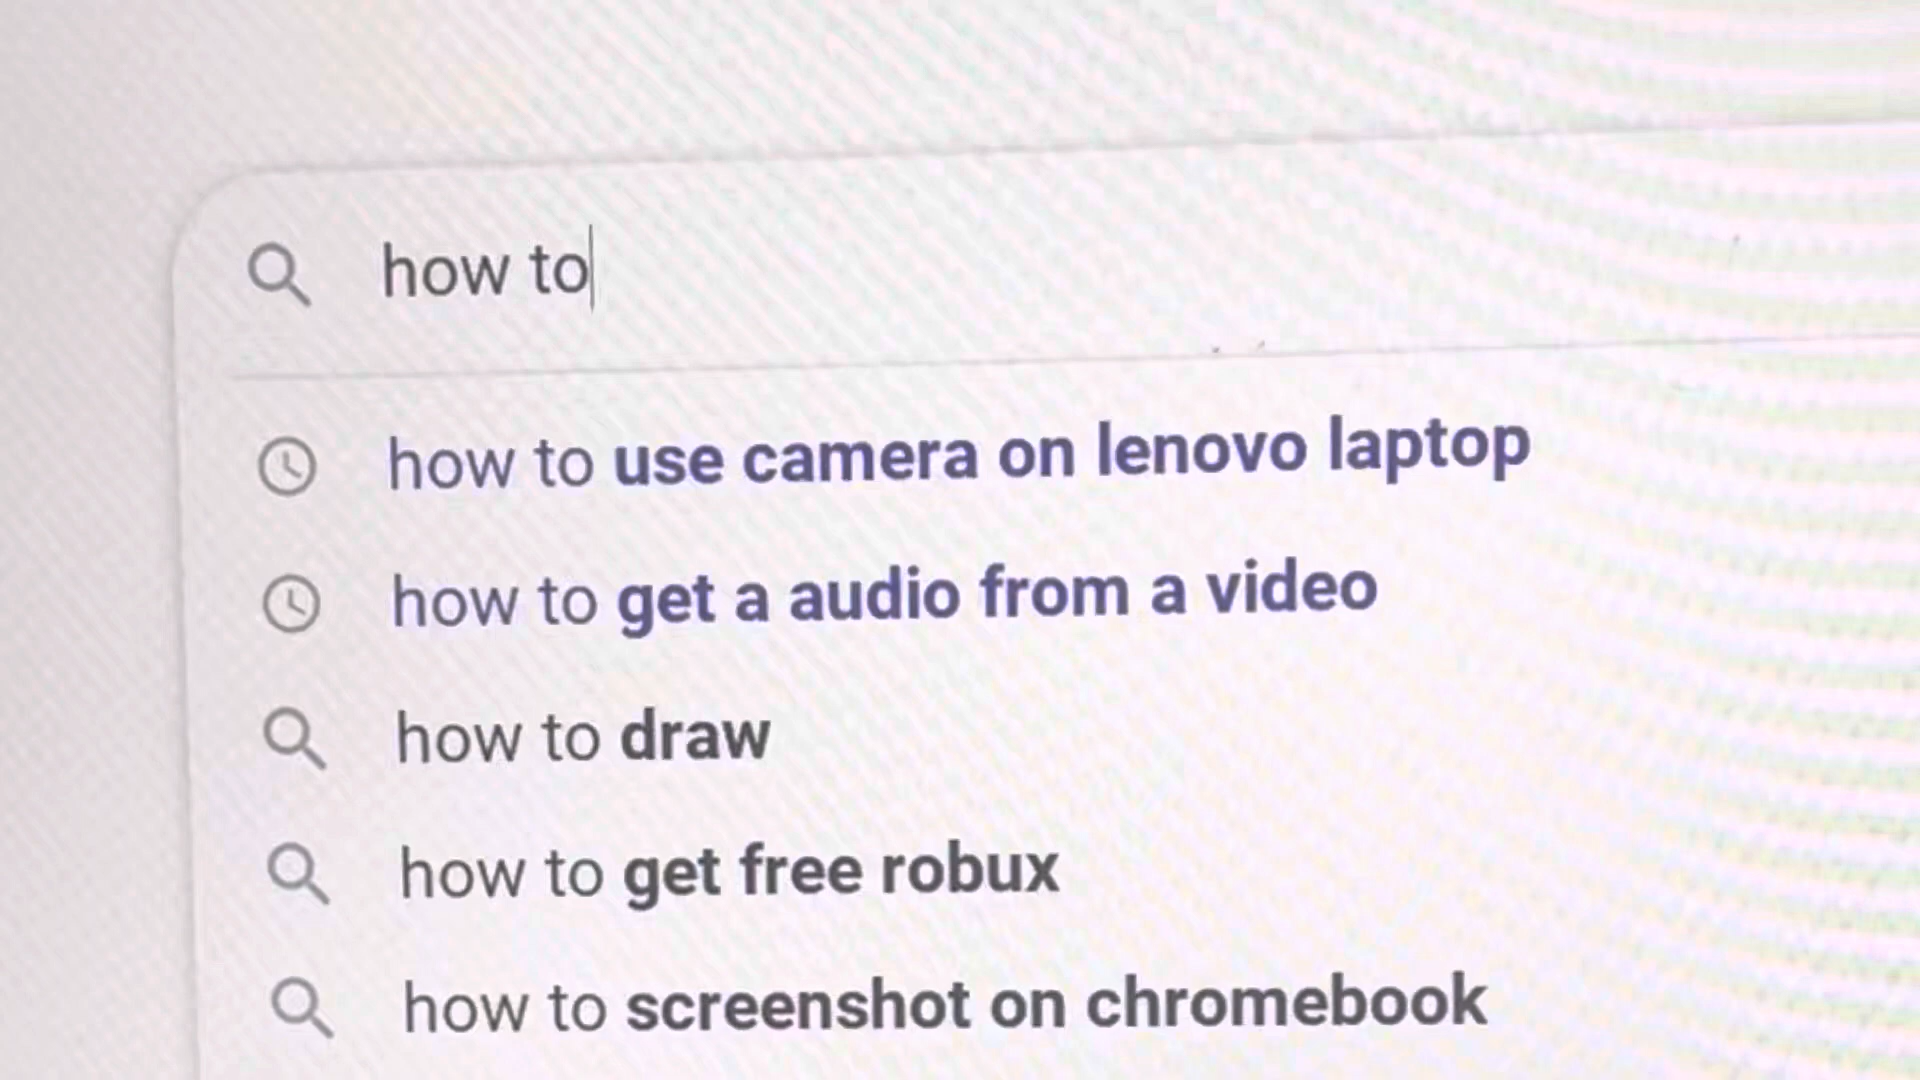 how to
how to use camera on lenovo laptop
how to get a audio from a video
how to draw
how to get free robux
how to screenshot on chromebook